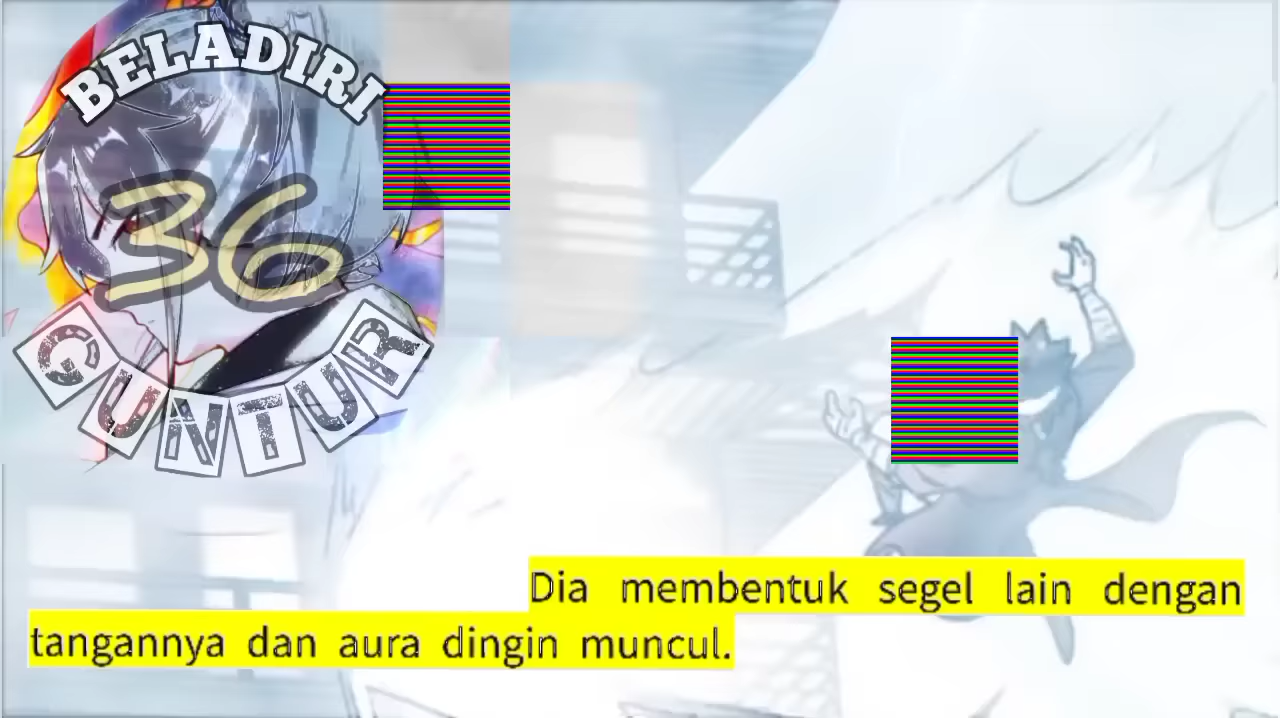 BELADIRI
36
GUNTUR
Dia membentuk segel lain dengan
tangannya dan aura dingin muncul.